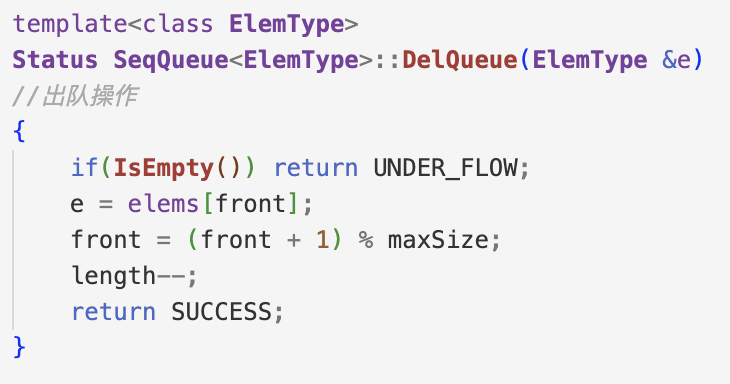 template<class ElemType>
Status SeqQueue<ElemType>::DelQueue(ElemType &e)
//出队操作
{
    if(IsEmpty()) return UNDER_FLOW;
    e = elems[front];
    front = (front + 1) % maxSize;
    length--;
    return SUCCESS;
}